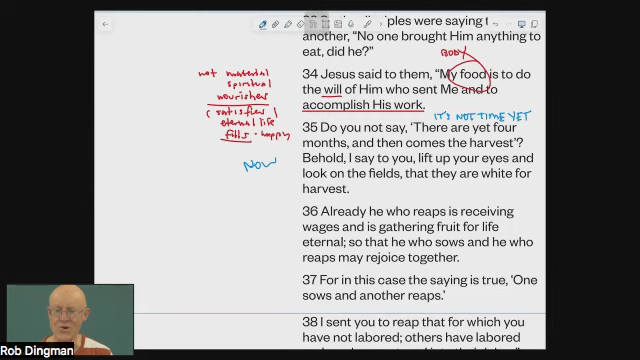 ples were saying t
another, “No one brought Him anything to
eat, did he?”
BODY
34 Jesus said to them, “My food is to do
the will of Him who sent Me and to
accomplish His work.
not material
spiritual
nourishes
(satisfies)
eternal life
fills - happy
IT'S NOT TIME YET
35 Do you not say, ‘There are yet four
months, and then comes the harvest’?
Behold, I say to you, lift up your eyes and
look on the fields, that they are white for
harvest.
NOW
36 Already he who reaps is receiving
wages and is gathering fruit for life
eternal; so that he who sows and he who
reaps may rejoice together.
37 For in this case the saying is true, ‘One
sows and another reaps.’
38 I sent you to reap that for which you
have not labored; others have labored
Rob Dingman